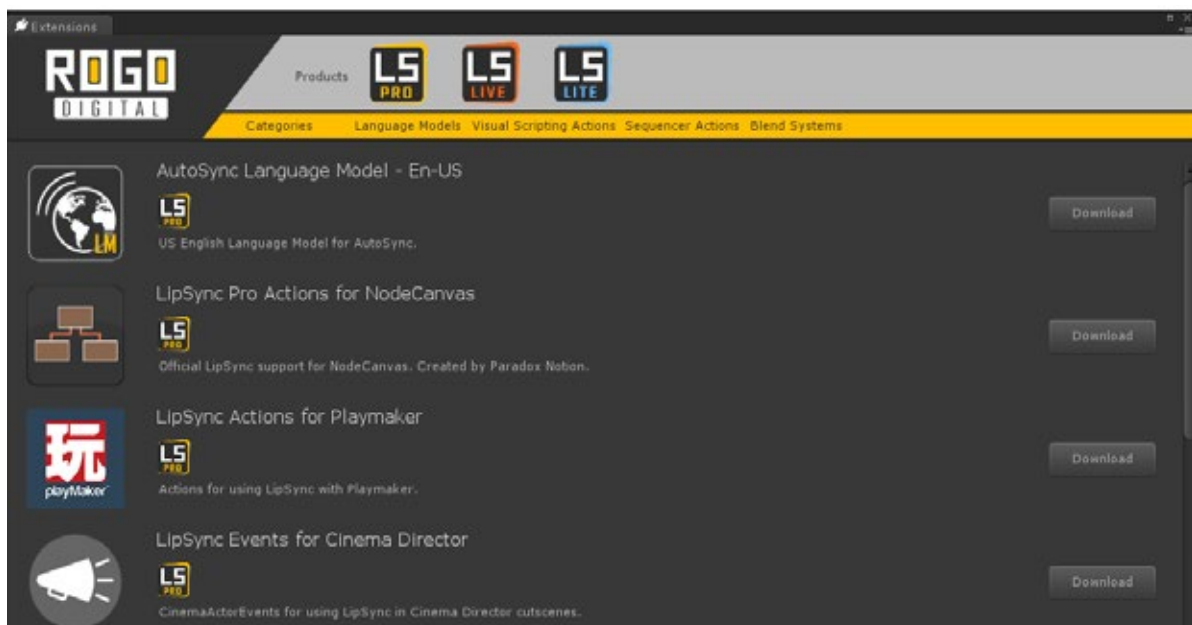 Extensions
ROGO
DIGITAL
Products
LS
PRO
LS
LIVE
LS
LITE
Categories
Language Models
Visual Scripting Actions
Sequencer Actions
Blend Systems
AutoSync Language Model - En-US
LS
PRO
Download
US English Language Model for AutoSync.
LM
LipSync Pro Actions for NodeCanvas
LS
PRO
Download
Official LipSync support for NodeCanvas. Created by Paradox Notion.
LipSync Actions for Playmaker
玩
playMaker
LS
PRO
Download
Actions for using LipSync with Playmaker.
LipSync Events for Cinema Director
LS
PRO
Download
CinemaActorEvents for using LipSync in Cinema Director cutscenes.